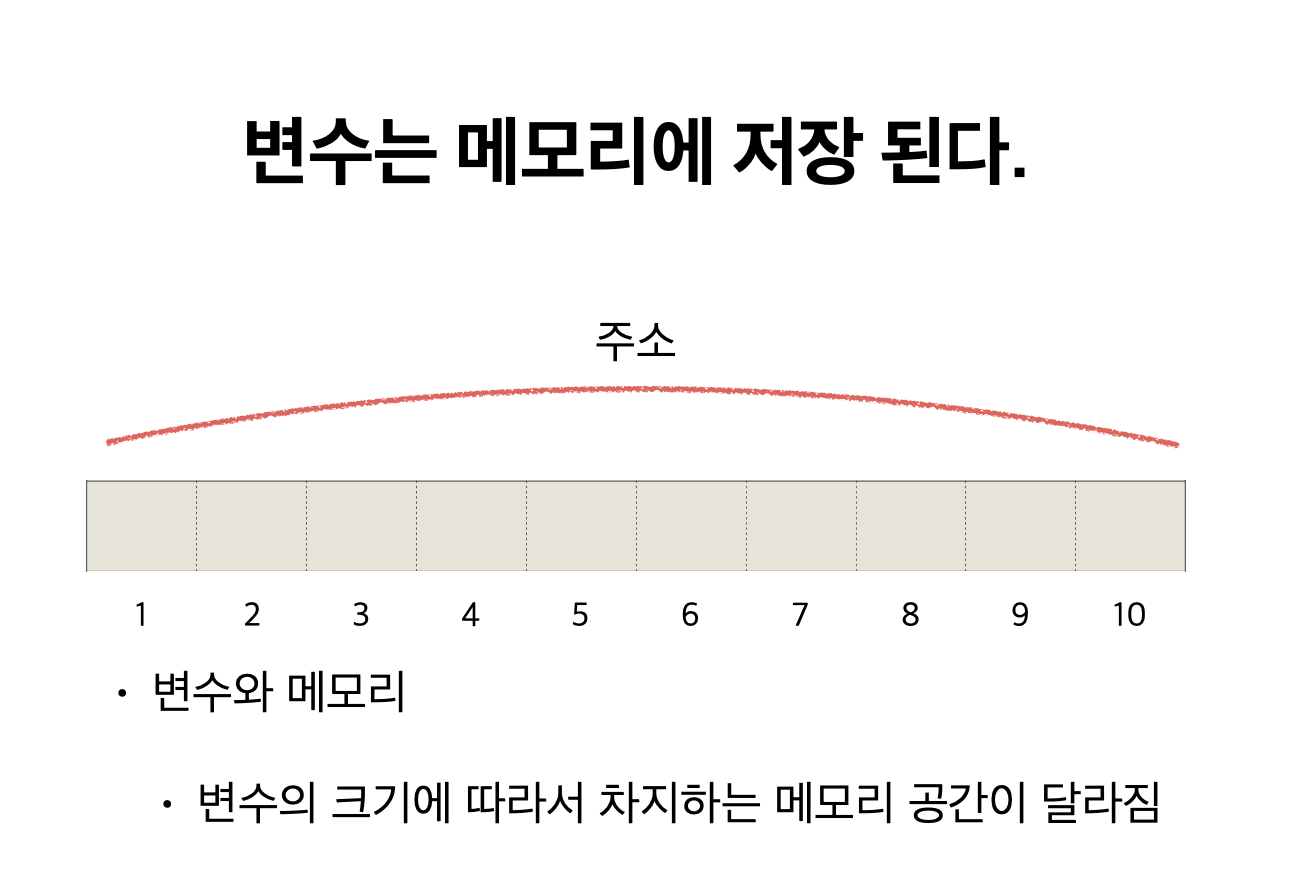 변수는 메모리에 저장 된다.
주소
1 2 3 4 5 6 7 8 9 10
• 변수와 메모리
• 변수의 크기에 따라서 차지하는 메모리 공간이 달라짐